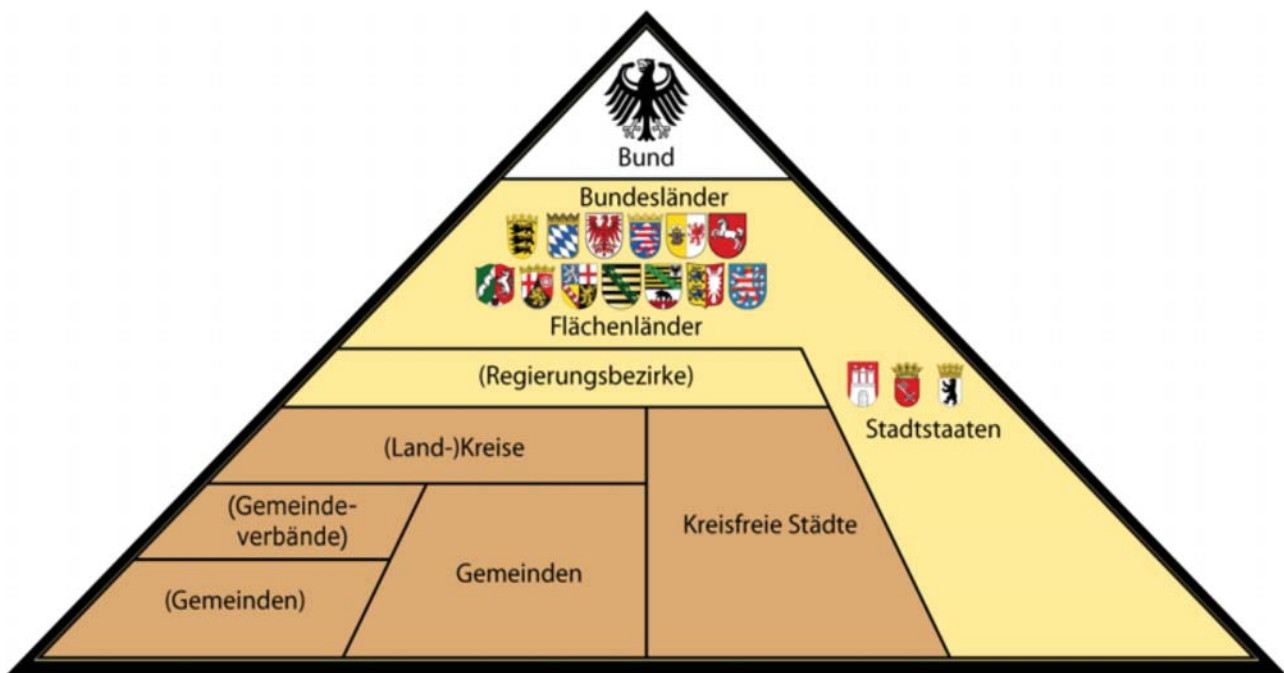 Bund
Bundesländer
Flächenländer
(Regierungsbezirke)
Stadtstaaten
(Land-)Kreise
(Gemeinde-
verbände)
Kreisfreie Städte
Gemeinden
(Gemeinden)